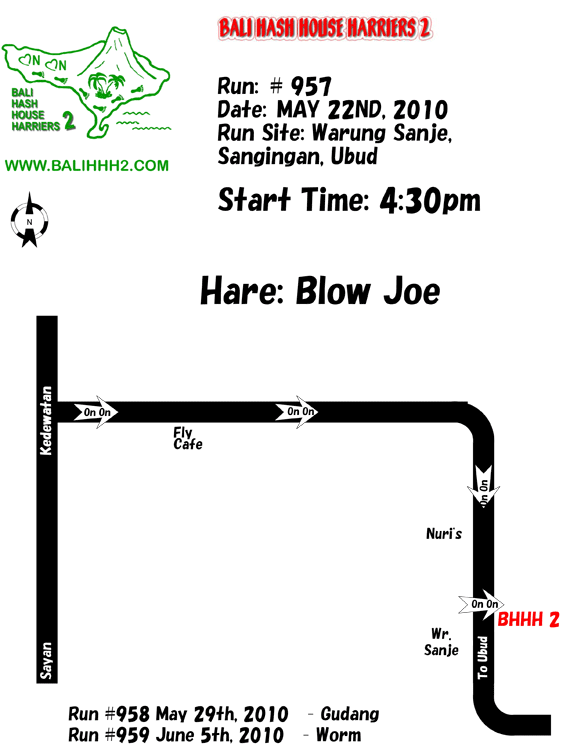 BALI HASH HOUSE HARRIERS 2
N
N
BALI
HASH
HOUSE
HARRIERS 2
WWW.BALIHHH2.COM
Run: # 957
Date: MAY 22ND, 2010
Run Site: Warung Sanje,
Sangingan, Ubud
Start Time: 4:30pm
N
Hare: Blow Joe
Kedewatan
On On
On On
Fly
Cafe
On On
Nuri's
On On
BHHH 2
Wr.
Sanje
To Ubud
Sayan
Run #958 May 29th, 2010 - Gudang
Run #959 June 5th, 2010 - Worm